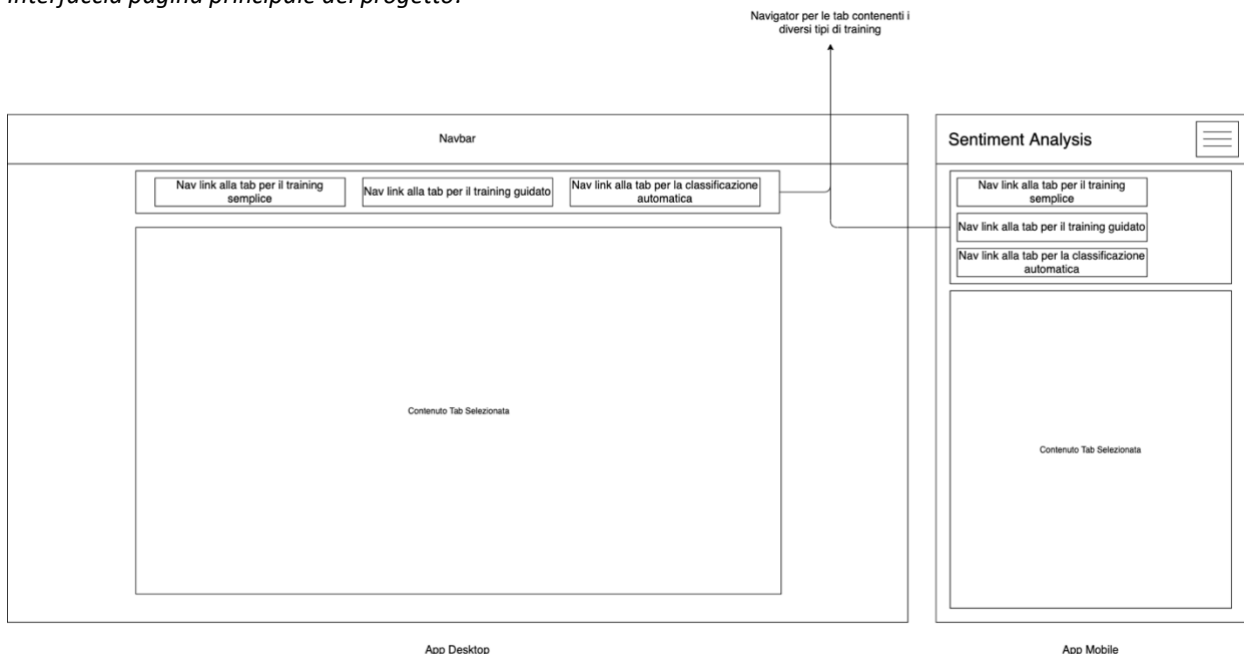 Interfaccia pagina principale del progetto:
Navigator per le tab contenenti i
diversi tipi di training
Navbar
Nav link alla tab per il training
semplice
Nav link alla tab per il training guidato
Nav link alla tab per la classificazione
automatica
Contenuto Tab Selezionata
App Desktop
Sentiment Analysis
Nav link alla tab per il training
semplice
Nav link alla tab per il training guidato
Nav link alla tab per la classificazione
automatica
Contenuto Tab Selezionata
App Mobile